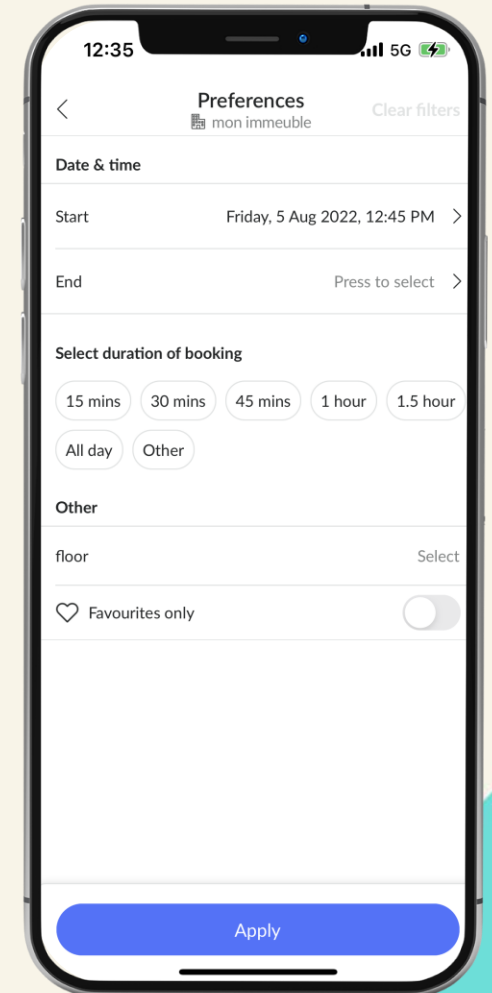 12:35 5G
Preferences Clear filters
mon immeuble
Date & time
Start Friday, 5 Aug 2022, 12:45 PM
End Press to select
Select duration of booking
15 mins 30 mins 45 mins 1 hour 1.5 hour
All day Other
Other
floor Select
Favourites only
Apply